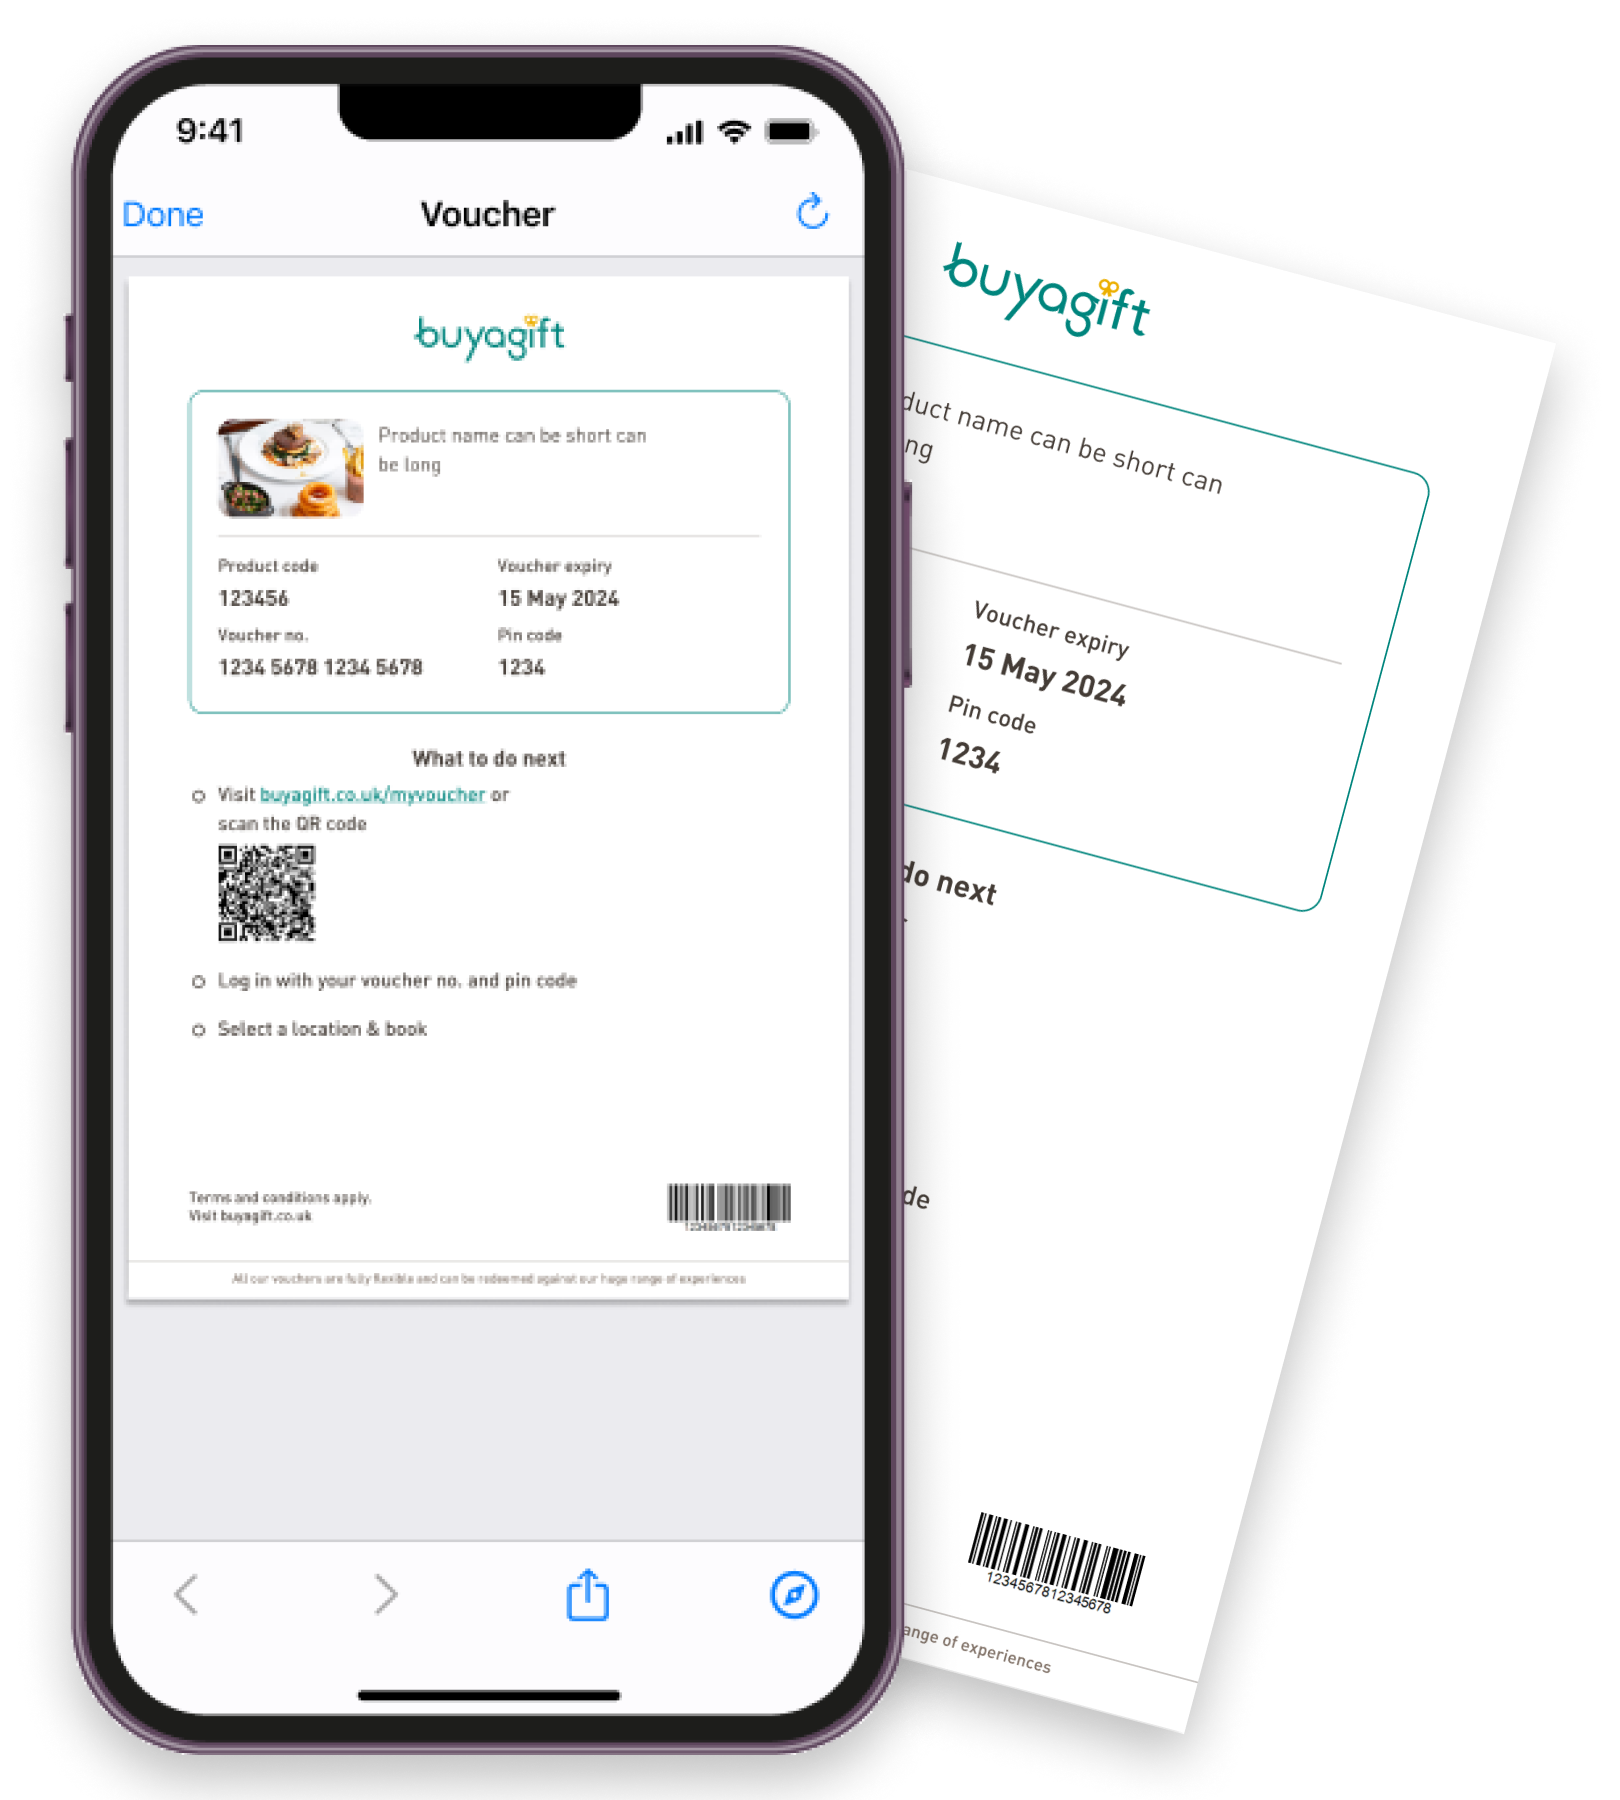 9:41
Done
Voucher
buyagift
Product name can be short can
be long
Product code
Voucher expiry
123456
15 May 2024
Voucher no.
Pin code
1234 5678 1234 5678
1234
What to do next
Visit buyagift.co.uk/myvoucher or
scan the QR code
Log in with your voucher no. and pin code
Select a location & book
Terms and conditions apply.
Visit buyagift.co.uk
1234567812345678
All our vouchers are fully flexible and can be redeemed against our huge range of experiences
buyagift
duct name can be short can
ng
Voucher expiry
15 May 2024
Pin code
1234
do next
de
1234567812345678
ange of experiences